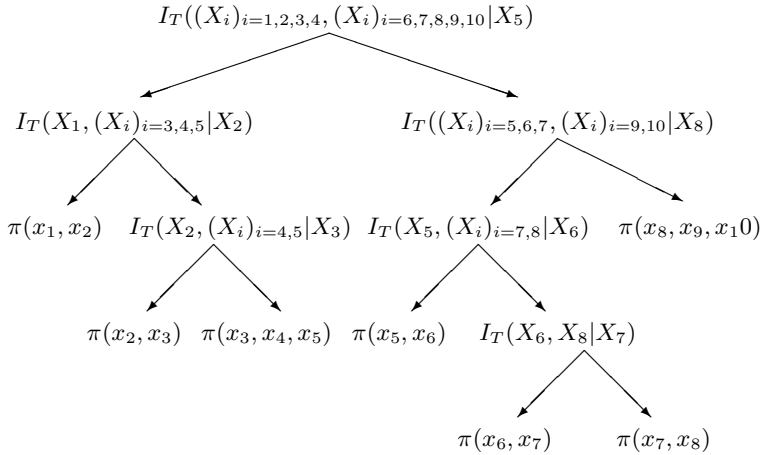 I_T((X_i)_{i=1,2,3,4}, (X_i)_{i=6,7,8,9,10}|X_5)
I_T(X_1, (X_i)_{i=3,4,5}|X_2) I_T((X_i)_{i=5,6,7}, (X_i)_{i=9,10}|X_8)
π(x_1, x_2) I_T(X_2, (X_i)_{i=4,5}|X_3) I_T(X_5, (X_i)_{i=7,8}|X_6) π(x_8, x_9, x_10)
π(x_2, x_3) π(x_3, x_4, x_5) π(x_5, x_6) I_T(X_6, X_8|X_7)
π(x_6, x_7) π(x_7, x_8)